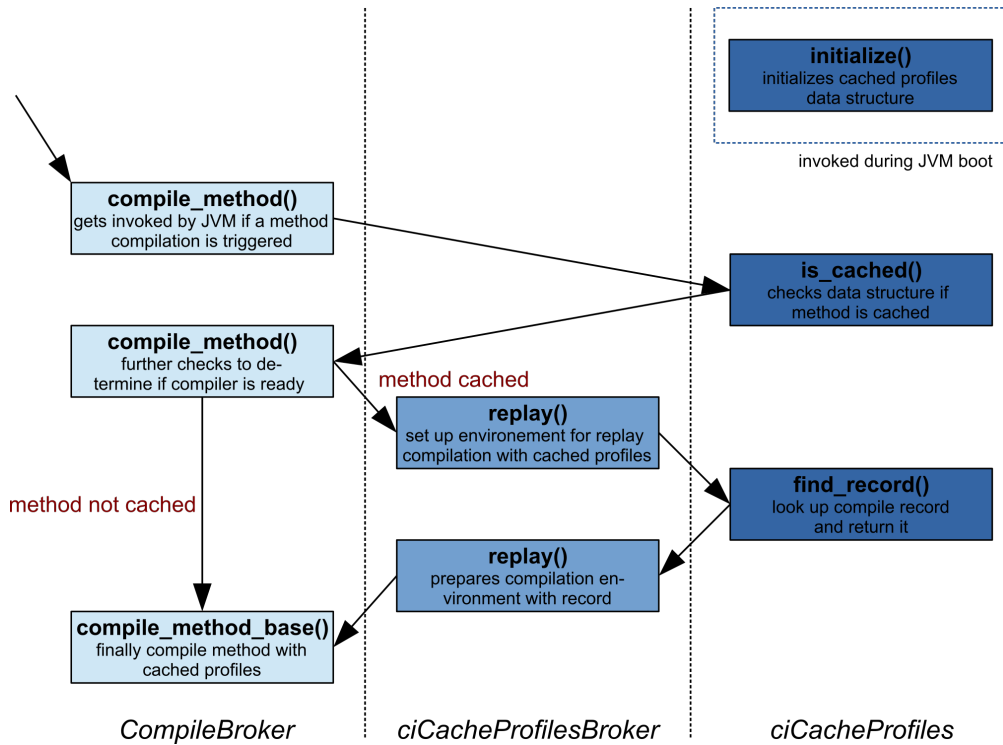 initialize()
initializes cached profiles
data structure
invoked during JVM boot
compile_method()
gets invoked by JVM if a method
compilation is triggered
is_cached()
checks data structure if
method is cached
compile_method()
further checks to de-
termine if compiler is ready
method cached
replay()
set up environement for replay
compilation with cached profiles
method not cached
find_record()
look up compile record
and return it
replay()
prepares compilation en-
vironment with record
compile_method_base()
finally compile method with
cached profiles
CompileBroker
ciCacheProfilesBroker
ciCacheProfiles